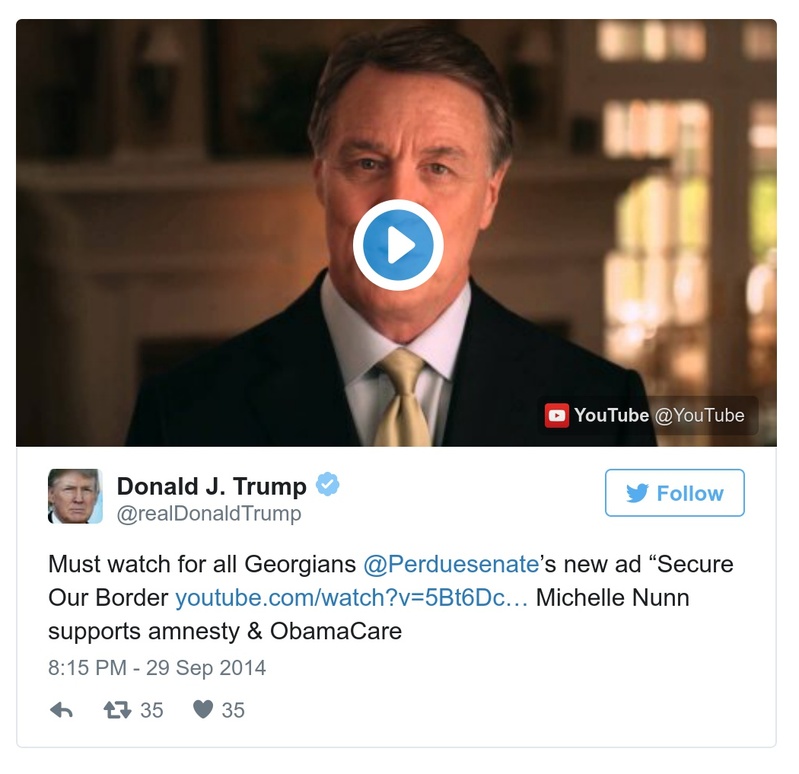 YouTube @YouTube
Donald J. Trump
@realDonaldTrump
Follow
Must watch for all Georgians @Perduesenate’s new ad “Secure
Our Border youtube.com/watch?v=5Bt6Dc… Michelle Nunn
supports amnesty & ObamaCare
8:15 PM - 29 Sep 2014
35 35